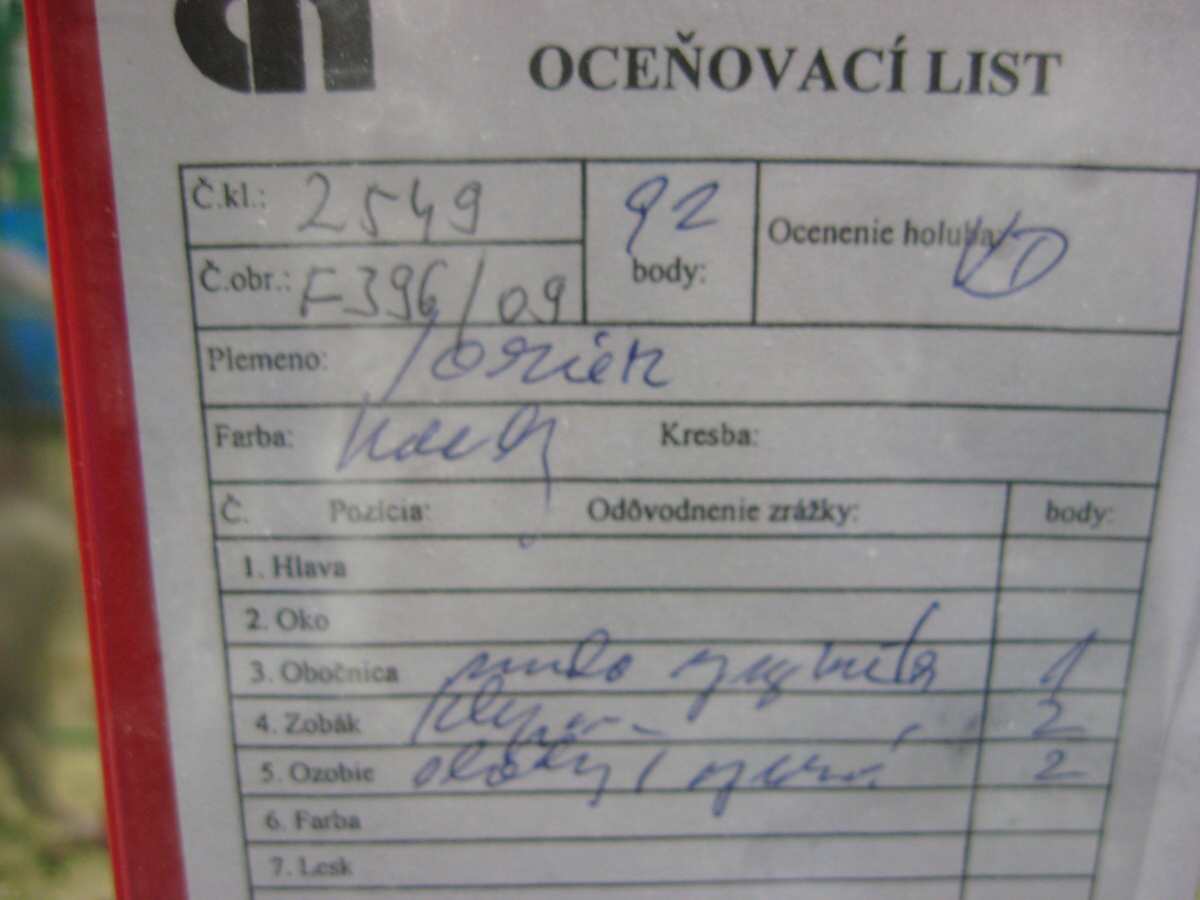 OCEŇOVACÍ LIST
Č.kl.: 2549
92 body:
Ocenenie holuba: VD
Č.obr.: F396/09
Plemeno:
Farba: Kresba:
Č. Pozícia: Odôvodnenie zrážky: body:
1. Hlava
2. Oko
3. Obočnica 1
4. Zobák 2
5. Ozobie 2
6. Farba
7. Lesk